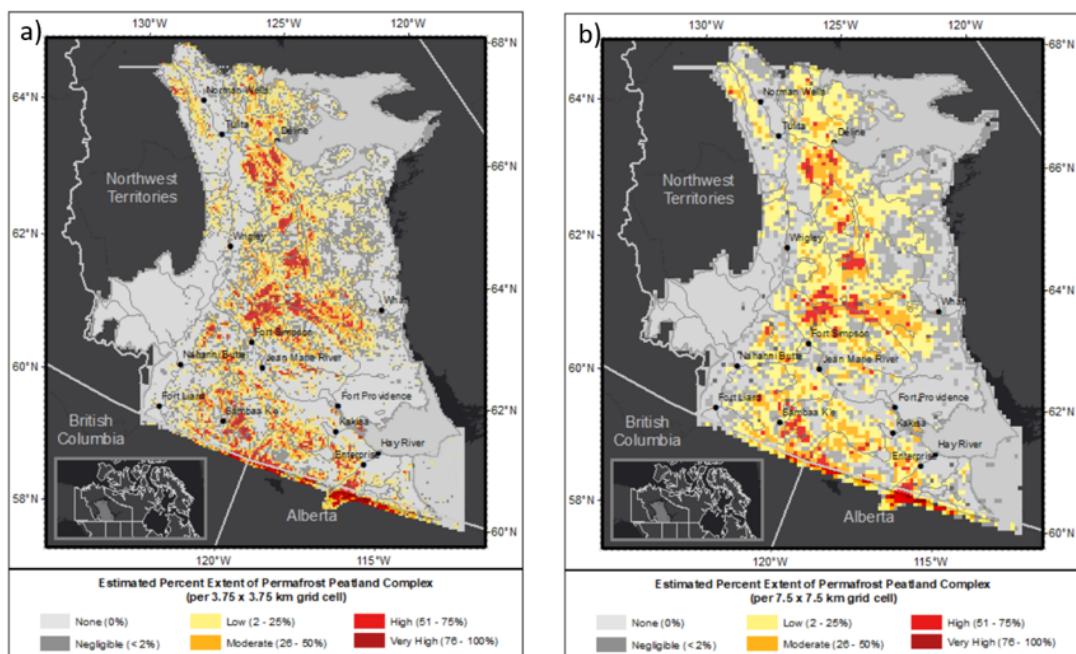 a)
130°W 125°W 120°W
68°N
64°N
Norman Wells
Tulita
Deline
66°N
Northwest
Territories
62°N
Wrigley
64°N
Whatì
Fort Simpson
60°N
Nahanni Butte
Jean Marie River
Fort Liard
Fort Providence
62°N
Sambaa K'e
Kakisa
British
Columbia
Hay River
Enterprise
58°N
Alberta
60°N
120°W 115°W
Estimated Percent Extent of Permafrost Peatland Complex
(per 3.75 x 3.75 km grid cell)
None (0%) Low (2 - 25%) High (51 - 75%)
Negligible (<2%) Moderate (26 - 50%) Very High (76 - 100%)
b)
130°W 125°W 120°W
68°N
64°N
Norman Wells
Tulita
Deline
66°N
Northwest
Territories
62°N
Wrigley
64°N
Fort Simpson
60°N
Nahanni Butte
Jean Marie River
Fort Liard
Fort Providence
62°N
Sambaa K'e
Kakisa
British
Columbia
Hay River
Enterprise
58°N
Alberta
60°N
120°W 115°W
Estimated Percent Extent of Permafrost Peatland Complex
(per 7.5 x 7.5 km grid cell)
None (0%) Low (2 - 25%) High (51 - 75%)
Negligible (<2%) Moderate (26 - 50%) Very High (76 - 100%)